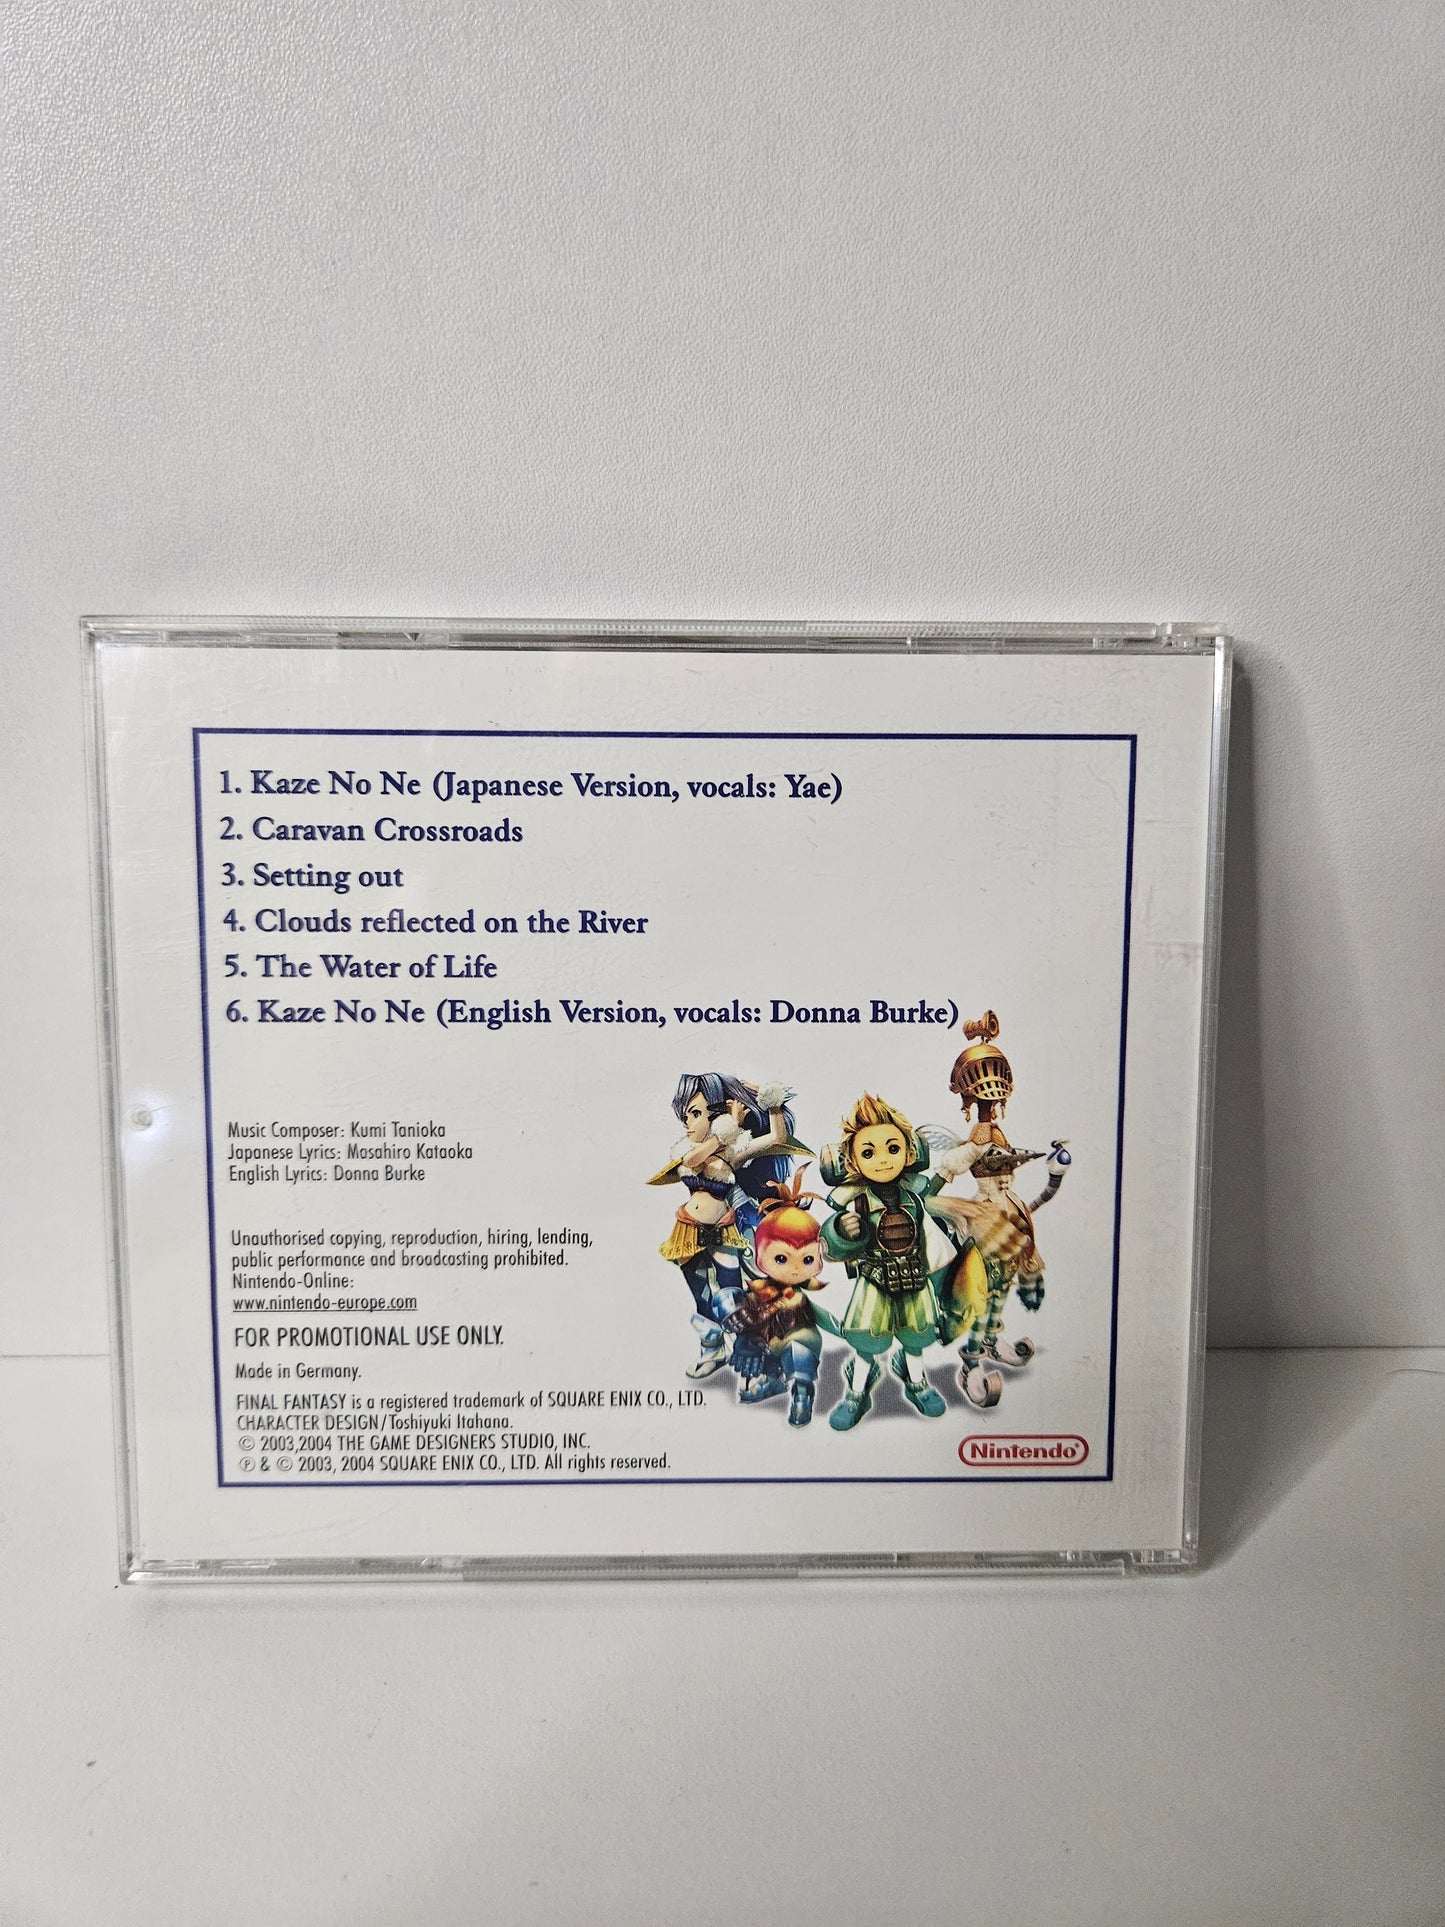 1. Kaze No Ne (Japanese Version, vocals: Yae)
2. Caravan Crossroads
3. Setting out
4. Clouds reflected on the River
5. The Water of Life
6. Kaze No Ne (English Version, vocals: Donna Burke)
Music Composer: Kumi Tanioka
Japanese Lyrics: Masahiro Kataoka
English Lyrics: Donna Burke
Unauthorised copying, reproduction, hiring, lending,
public performance and broadcasting prohibited.
Nintendo-Online:
www.nintendo-europe.com
FOR PROMOTIONAL USE ONLY.
Made in Germany.
FINAL FANTASY is a registered trademark of SQUARE ENIX CO., LTD.
CHARACTER DESIGN/Toshiyuki Itahana.
© 2003,2004 THE GAME DESIGNERS STUDIO, INC.
℗ & © 2003, 2004 SQUARE ENIX CO., LTD. All rights reserved.
Nintendo®